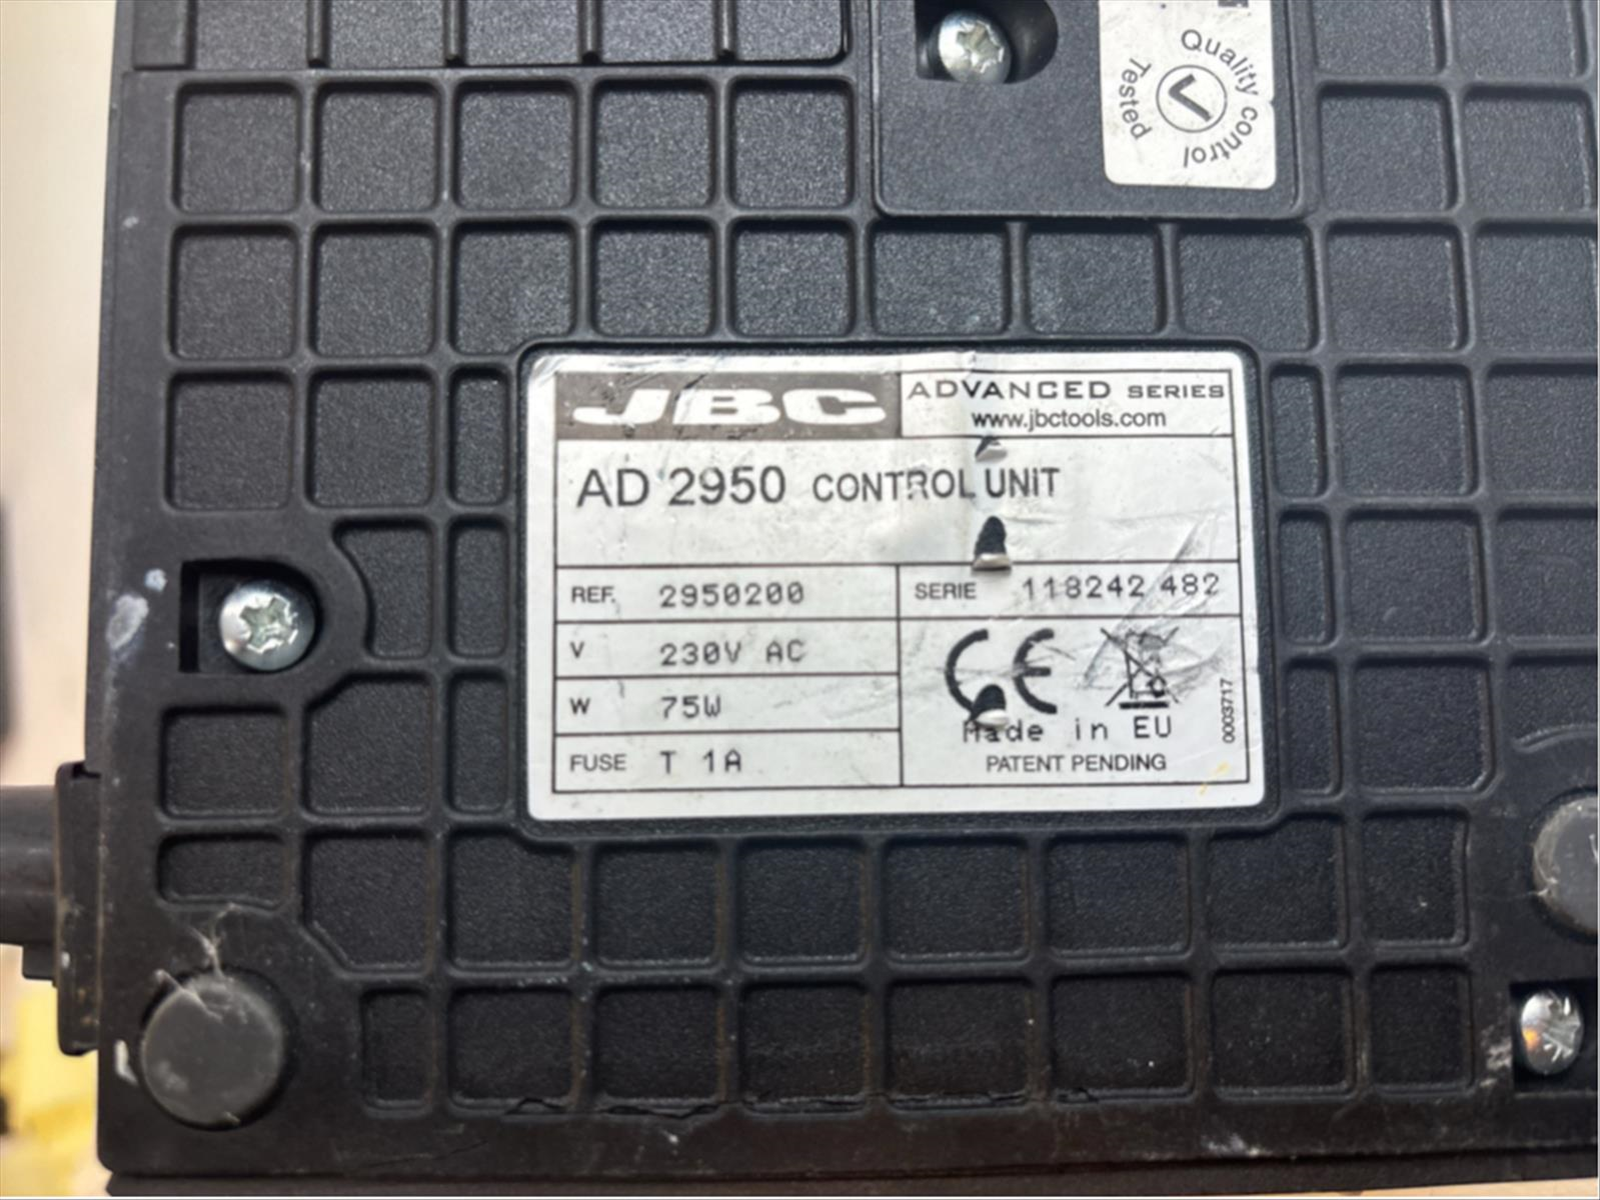 Quality control
Tested
JBC
ADVANCED SERIES
www.jbctools.com
AD 2950 CONTROL UNIT
REF. 2950200
SERIE 118242 482
V 230V AC
W 75W
FUSE T 1A
CE
Made in EU
PATENT PENDING
0003717